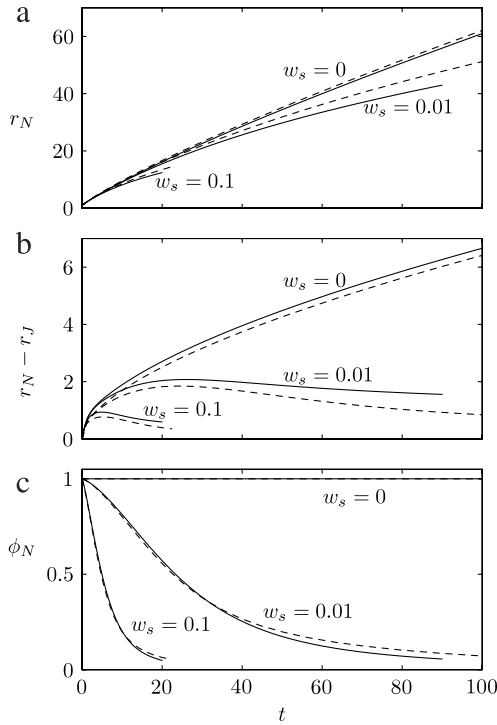 a
60
40
20
0
r_N
w_s = 0
w_s = 0.01
w_s = 0.1
b
6
4
2
0
r_N − r_J
w_s = 0
w_s = 0.01
w_s = 0.1
c
1
0.5
0
ϕ_N
w_s = 0
w_s = 0.01
w_s = 0.1
0 20 40 60 80 100
t